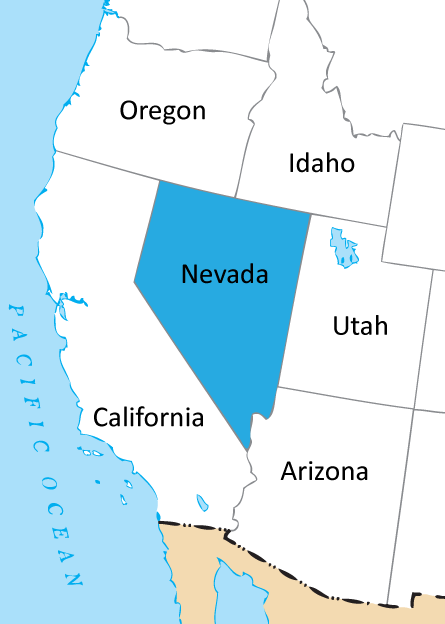 Oregon
Idaho
Nevada
Utah
PACIFIC OCEAN
California
Arizona